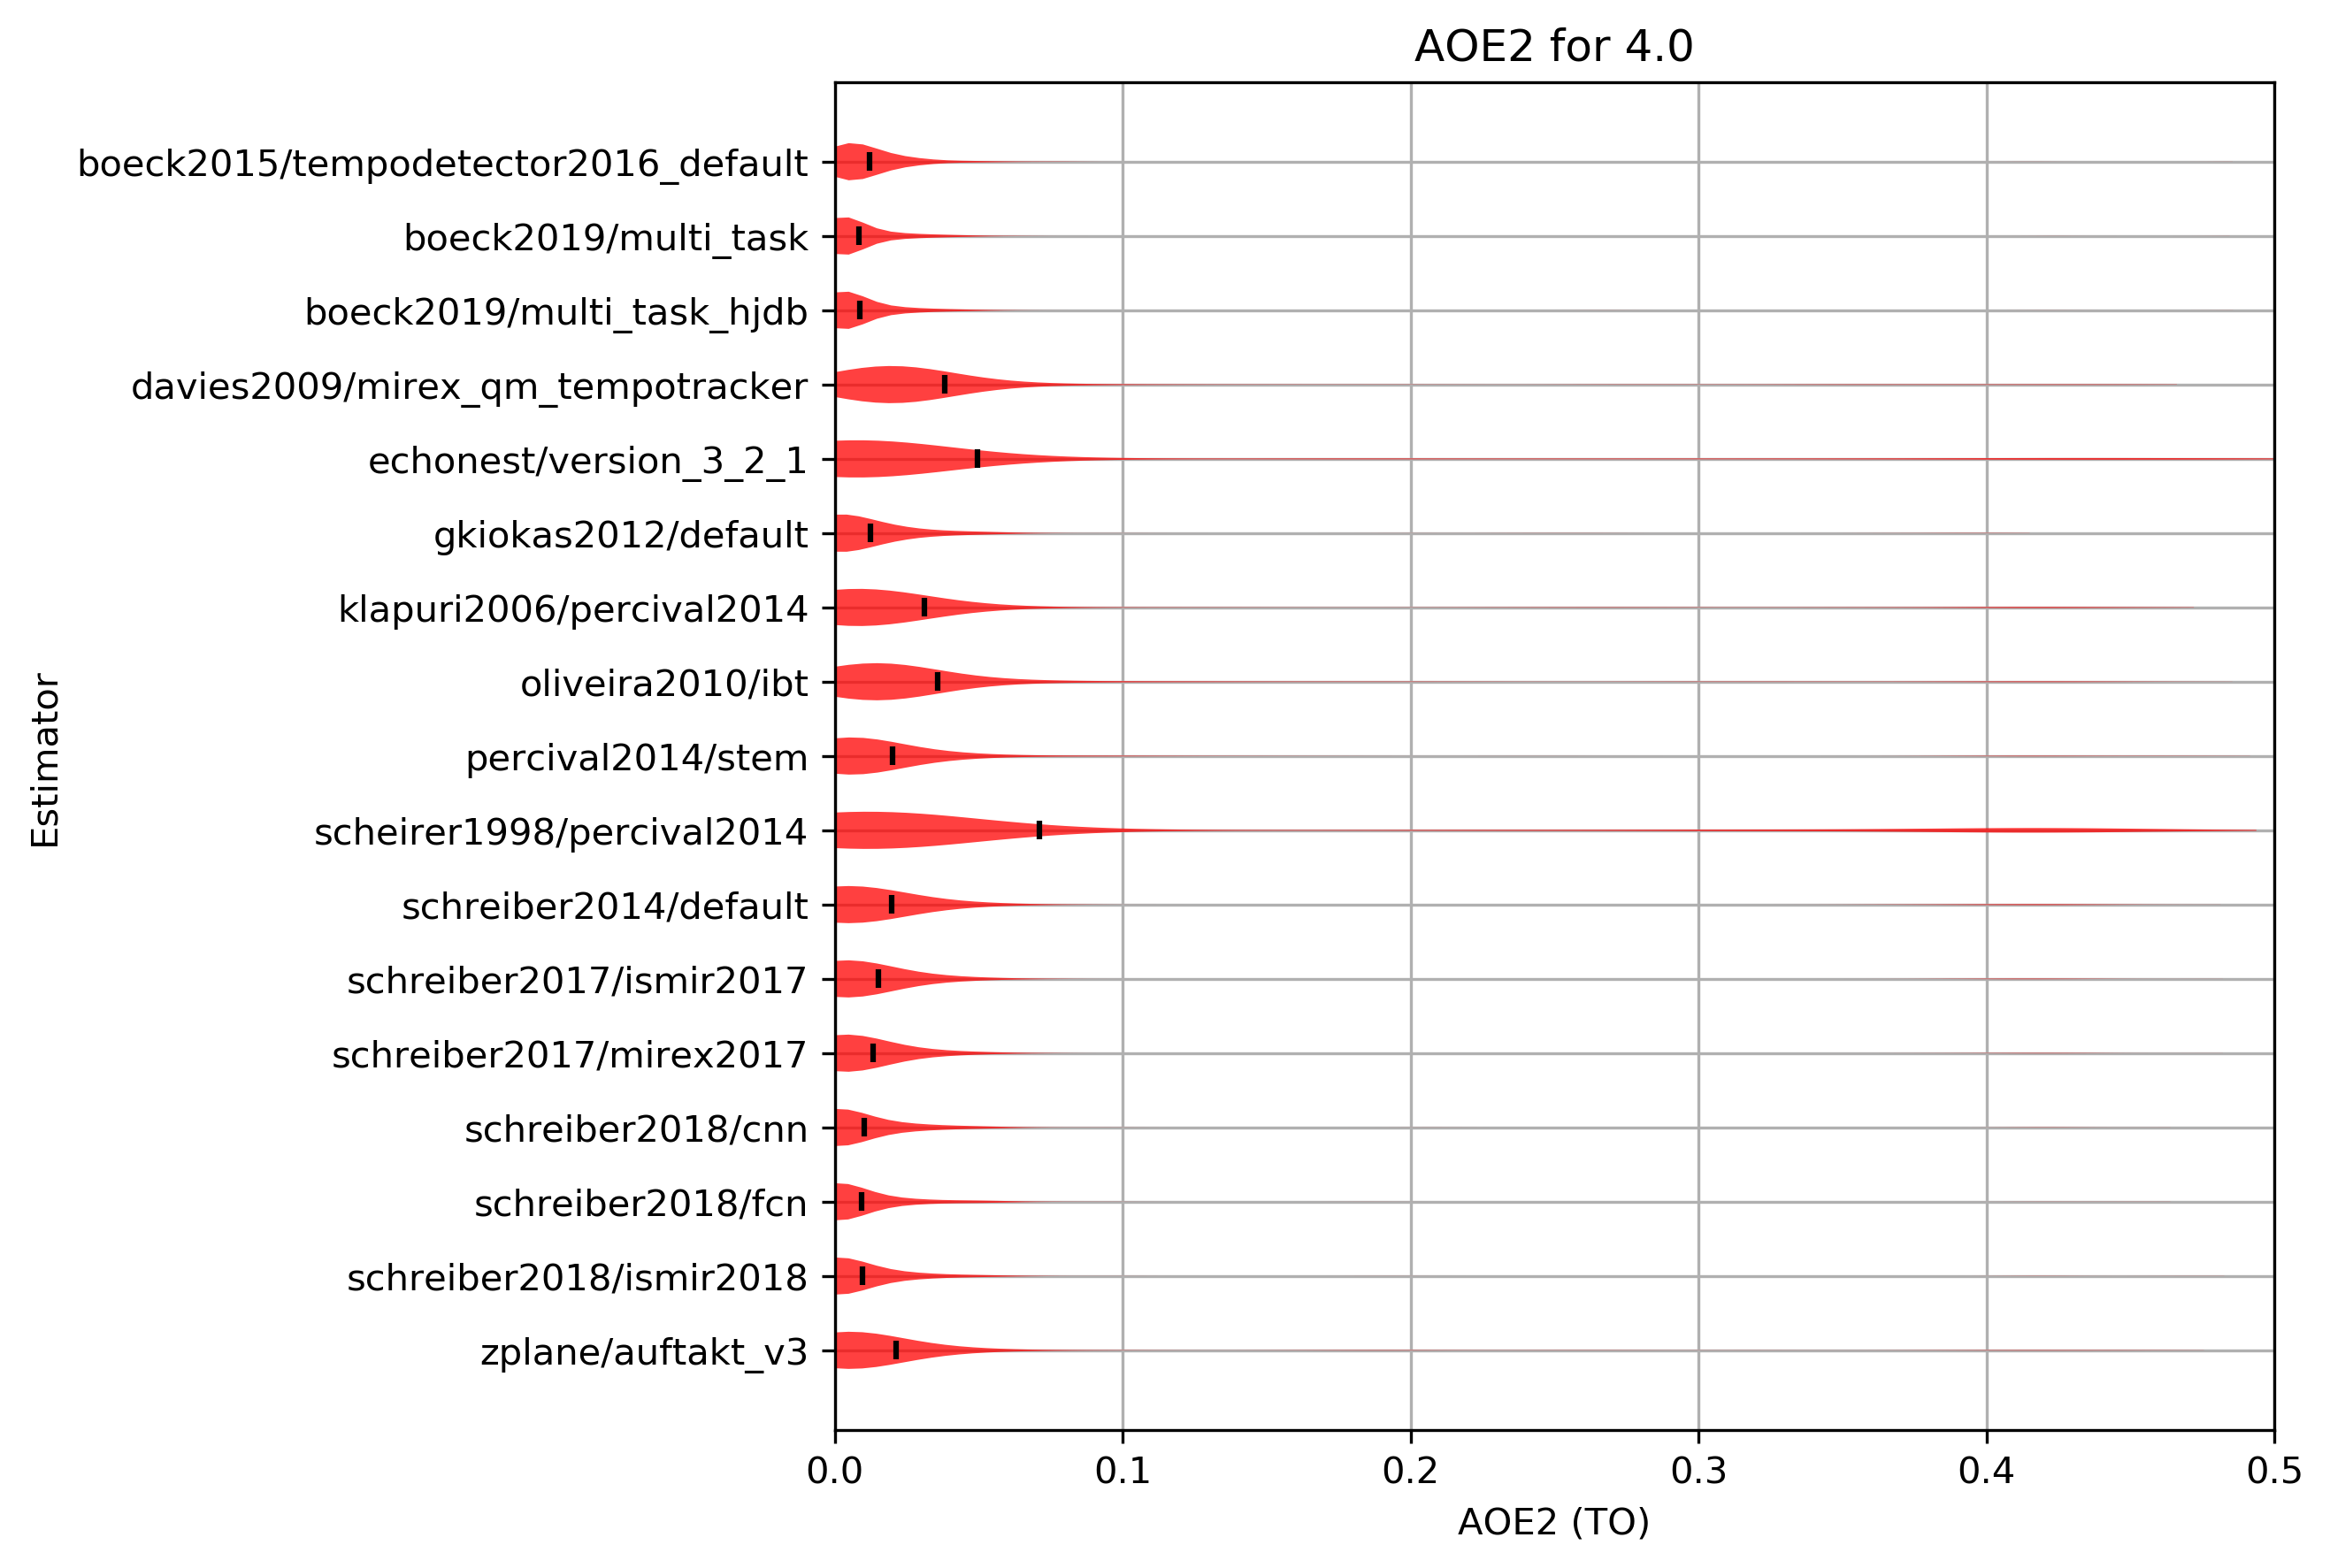 AOE2 for 4.0
boeck2015/tempodetector2016_default
boeck2019/multi_task
boeck2019/multi_task_hjdb
davies2009/mirex_qm_tempotracker
echonest/version_3_2_1
gkiokas2012/default
klapuri2006/percival2014
oliveira2010/ibt
percival2014/stem
scheirer1998/percival2014
schreiber2014/default
schreiber2017/ismir2017
schreiber2017/mirex2017
schreiber2018/cnn
schreiber2018/fcn
schreiber2018/ismir2018
zplane/auftakt_v3
Estimator
0.0 0.1 0.2 0.3 0.4 0.5
AOE2 (TO)